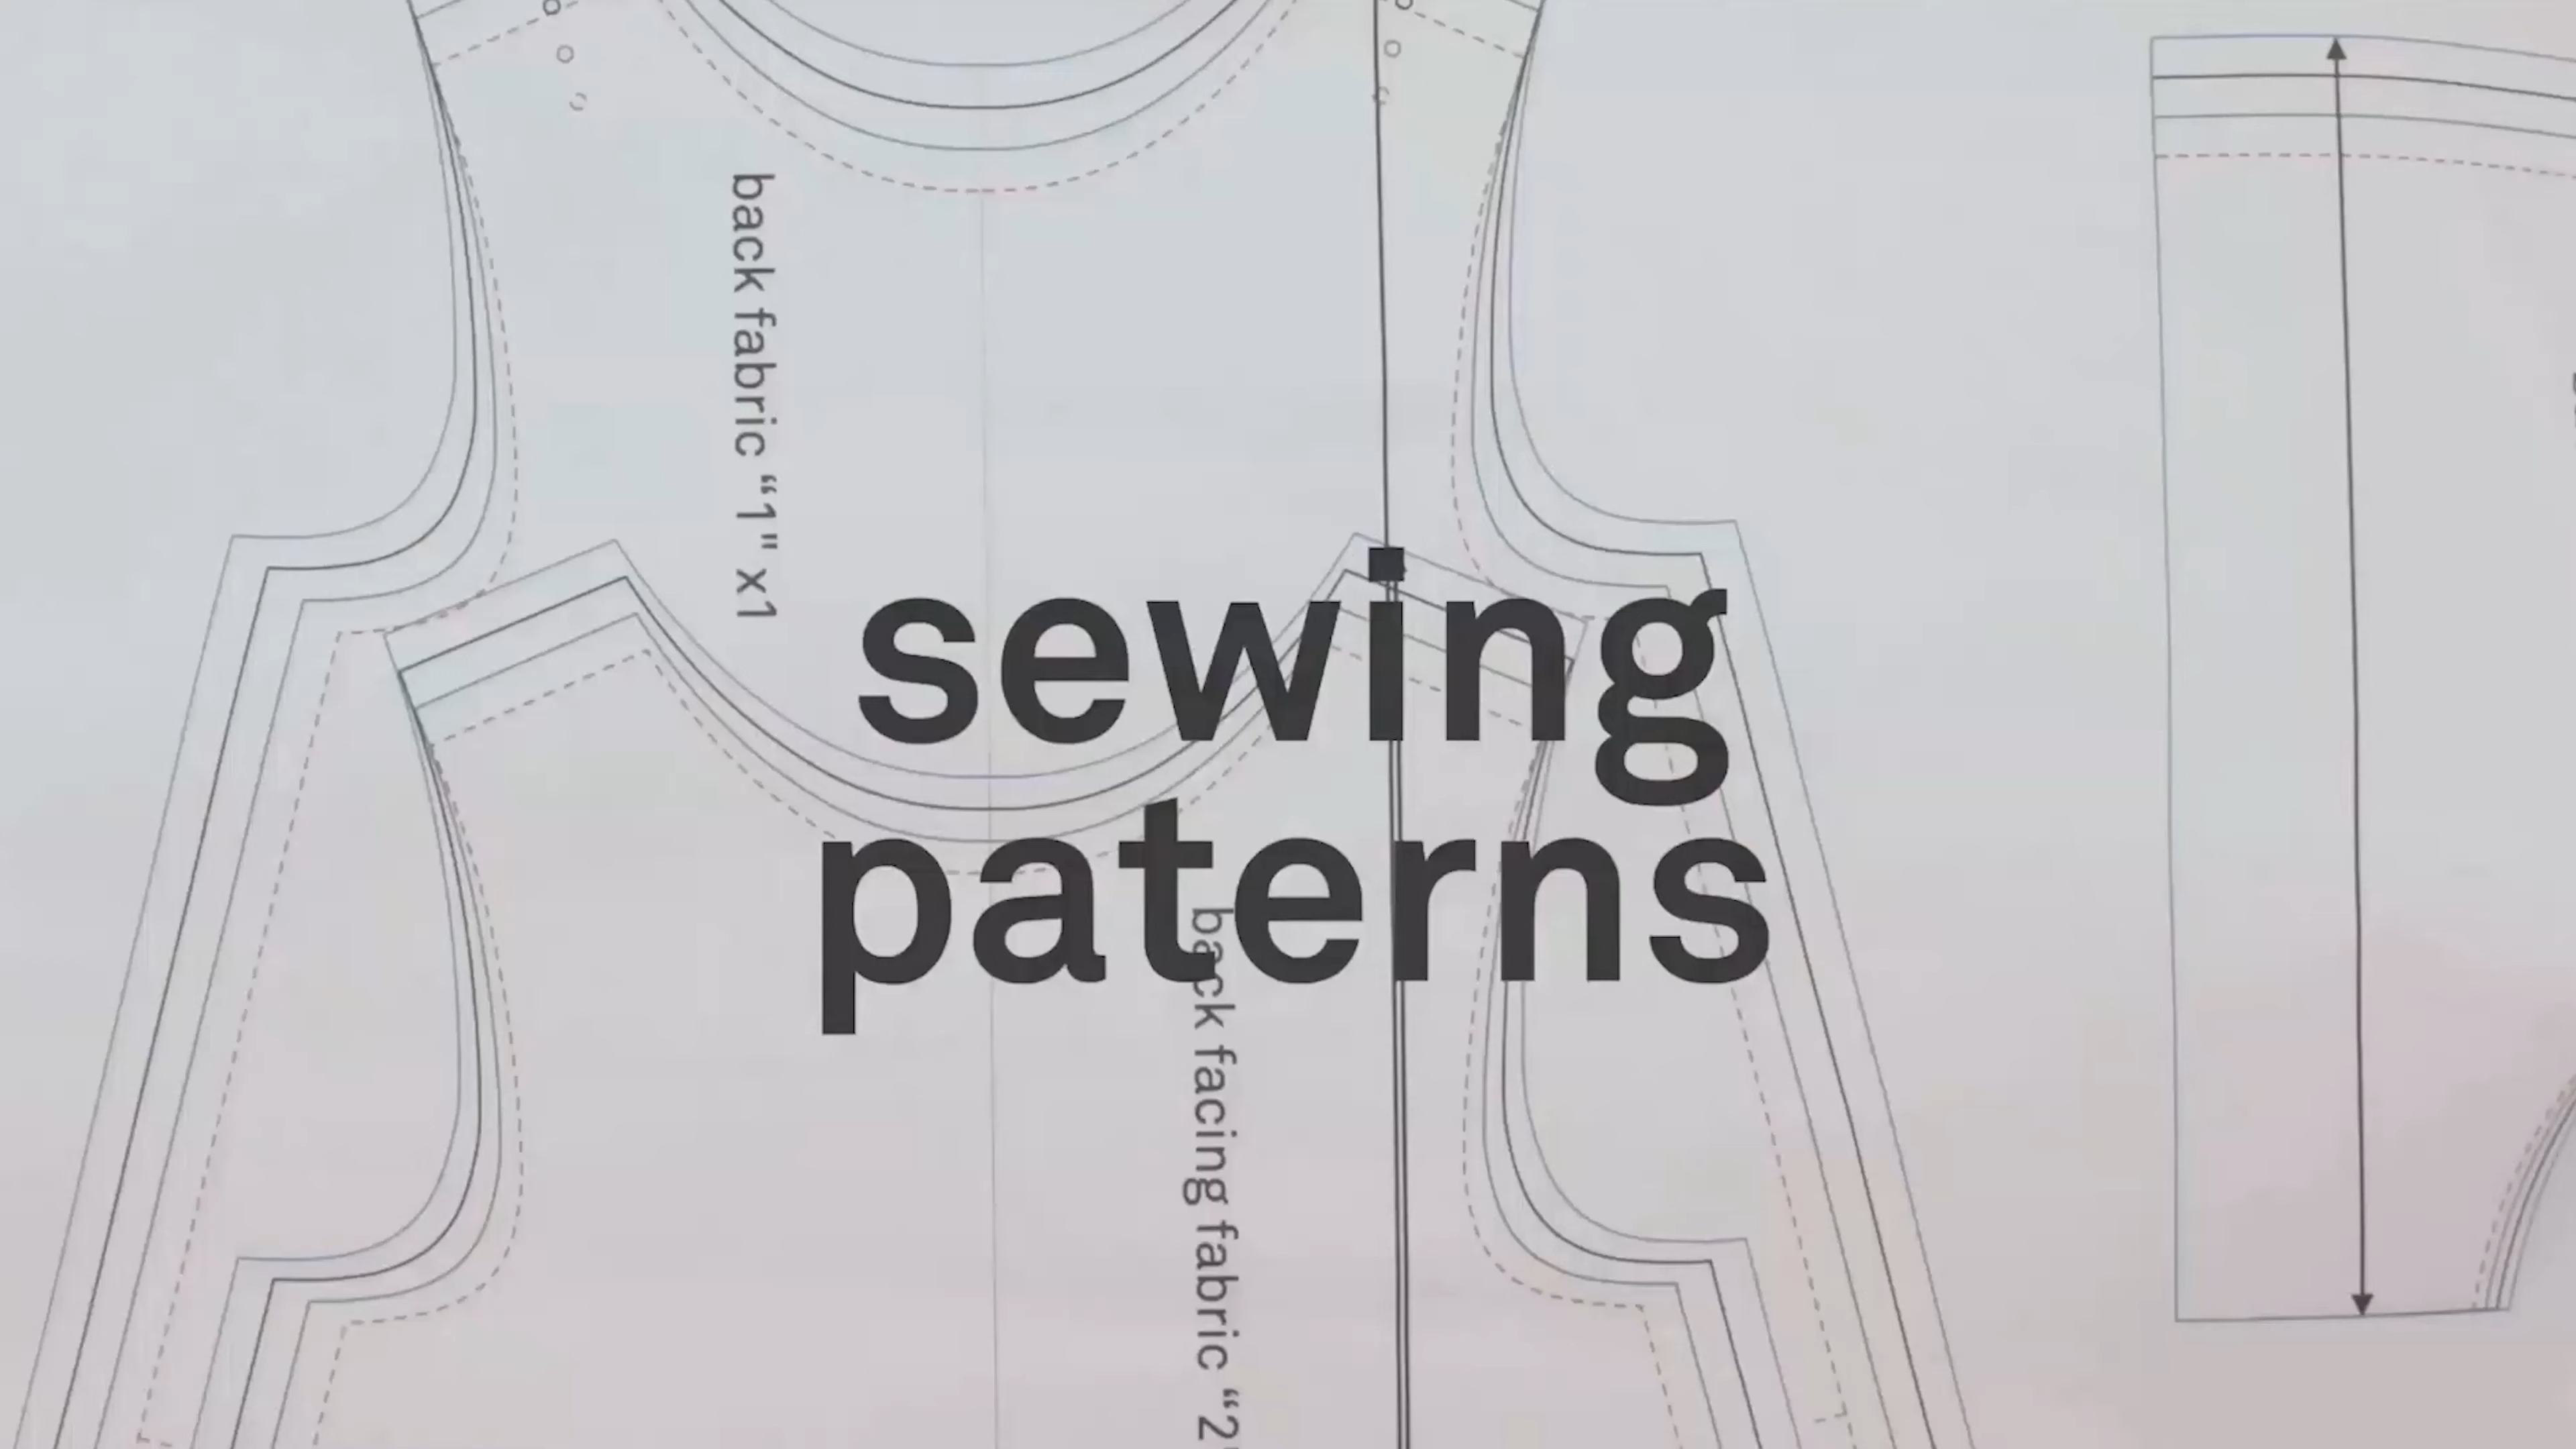 back fabric “1" x1
sewing
paterns
back facing fabric “2"